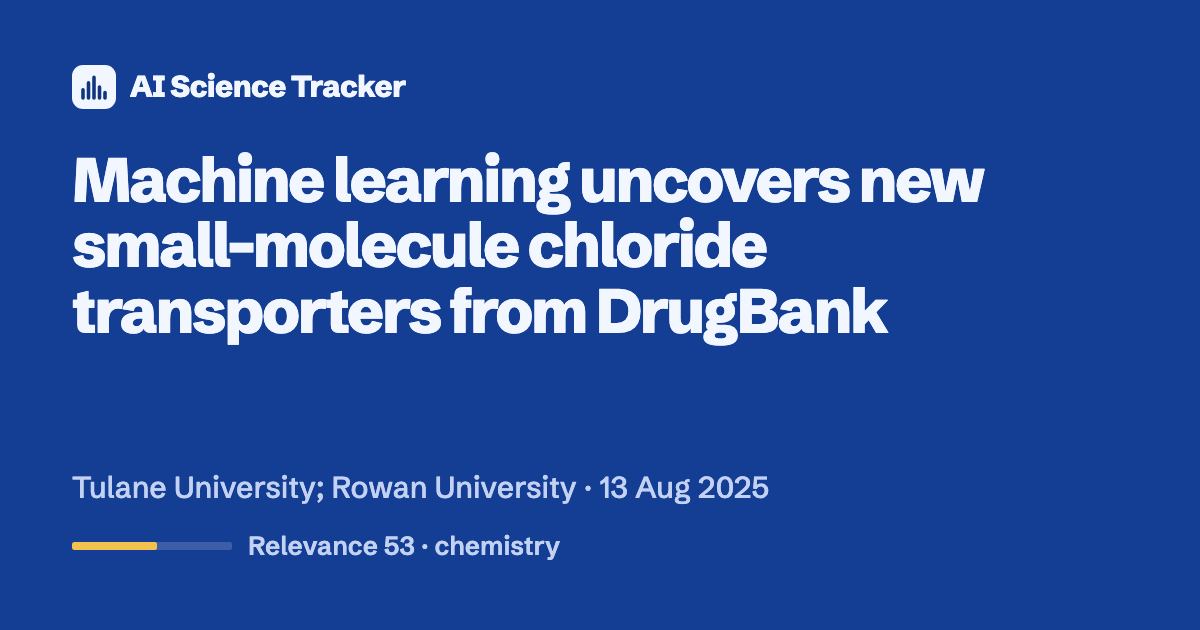 AI Science Tracker
Machine learning uncovers new
small-molecule chloride
transporters from DrugBank
Tulane University; Rowan University · 13 Aug 2025
Relevance 53 · chemistry